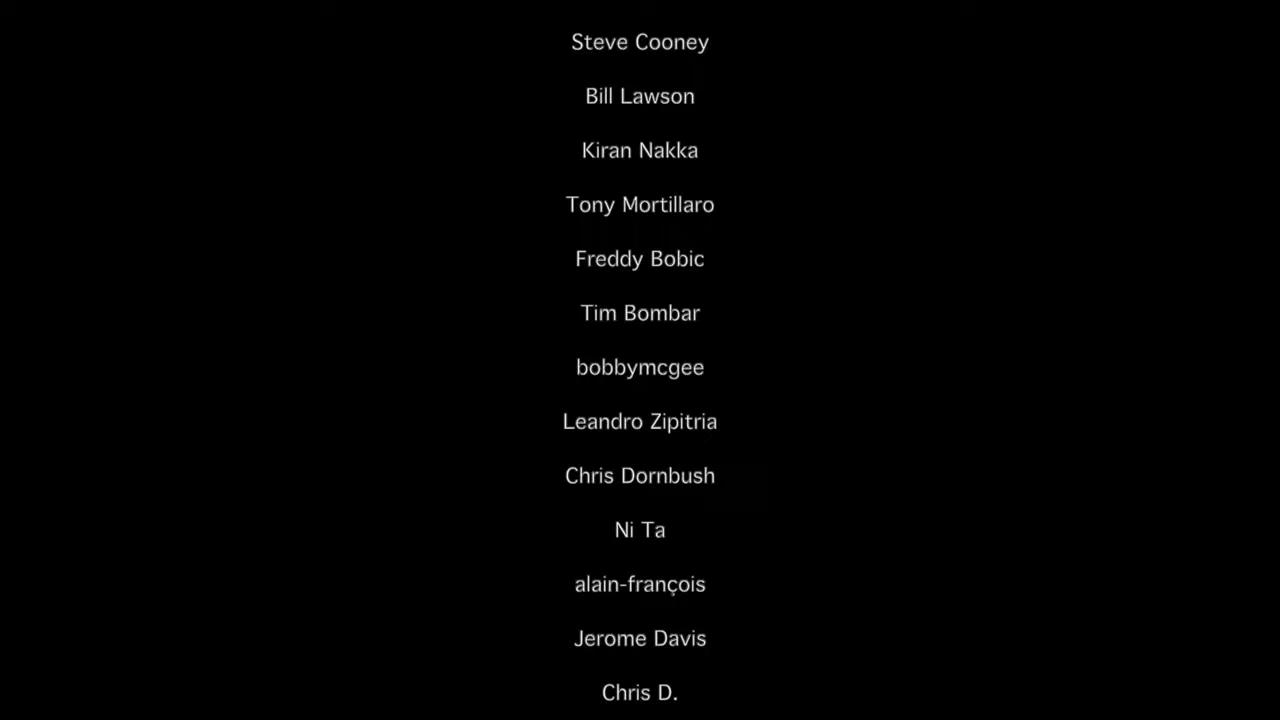 Steve Cooney
Bill Lawson
Kiran Nakka
Tony Mortillaro
Freddy Bobic
Tim Bombar
bobbymcgee
Leandro Zipitria
Chris Dornbush
Ni Ta
alain-françois
Jerome Davis
Chris D.